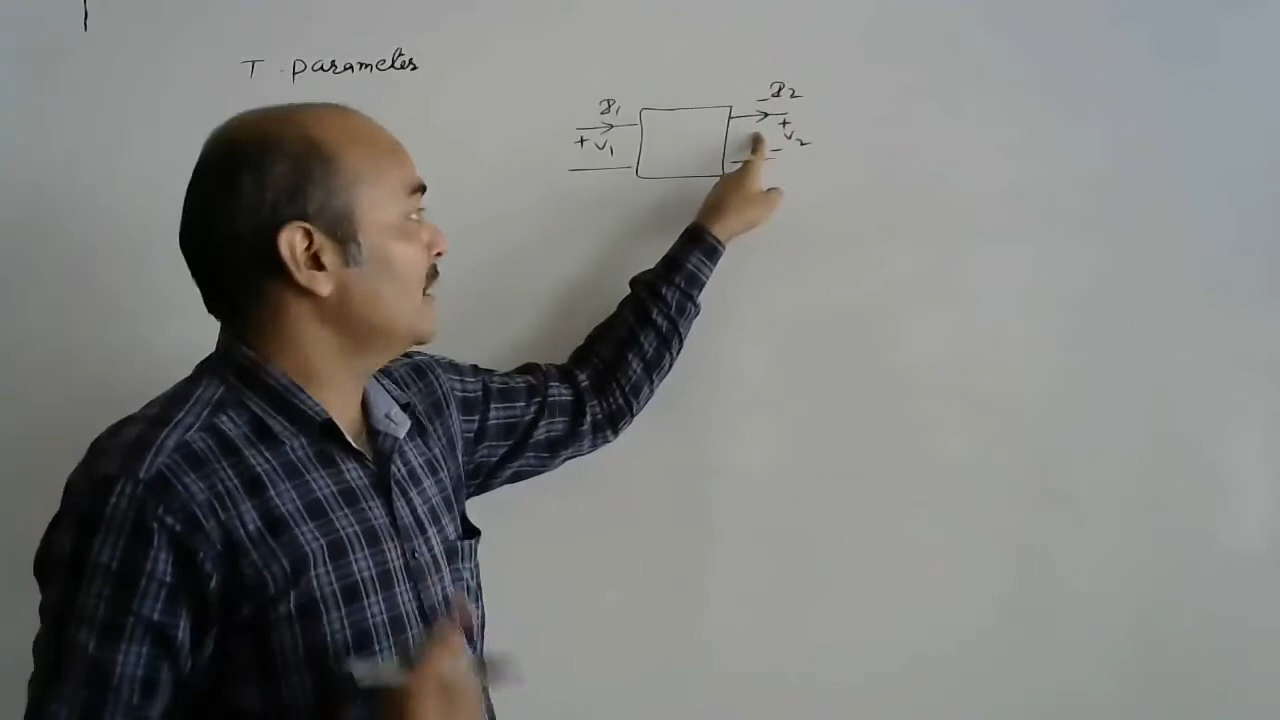 T parameter
I1
-I2
+ V1
+
V2
-